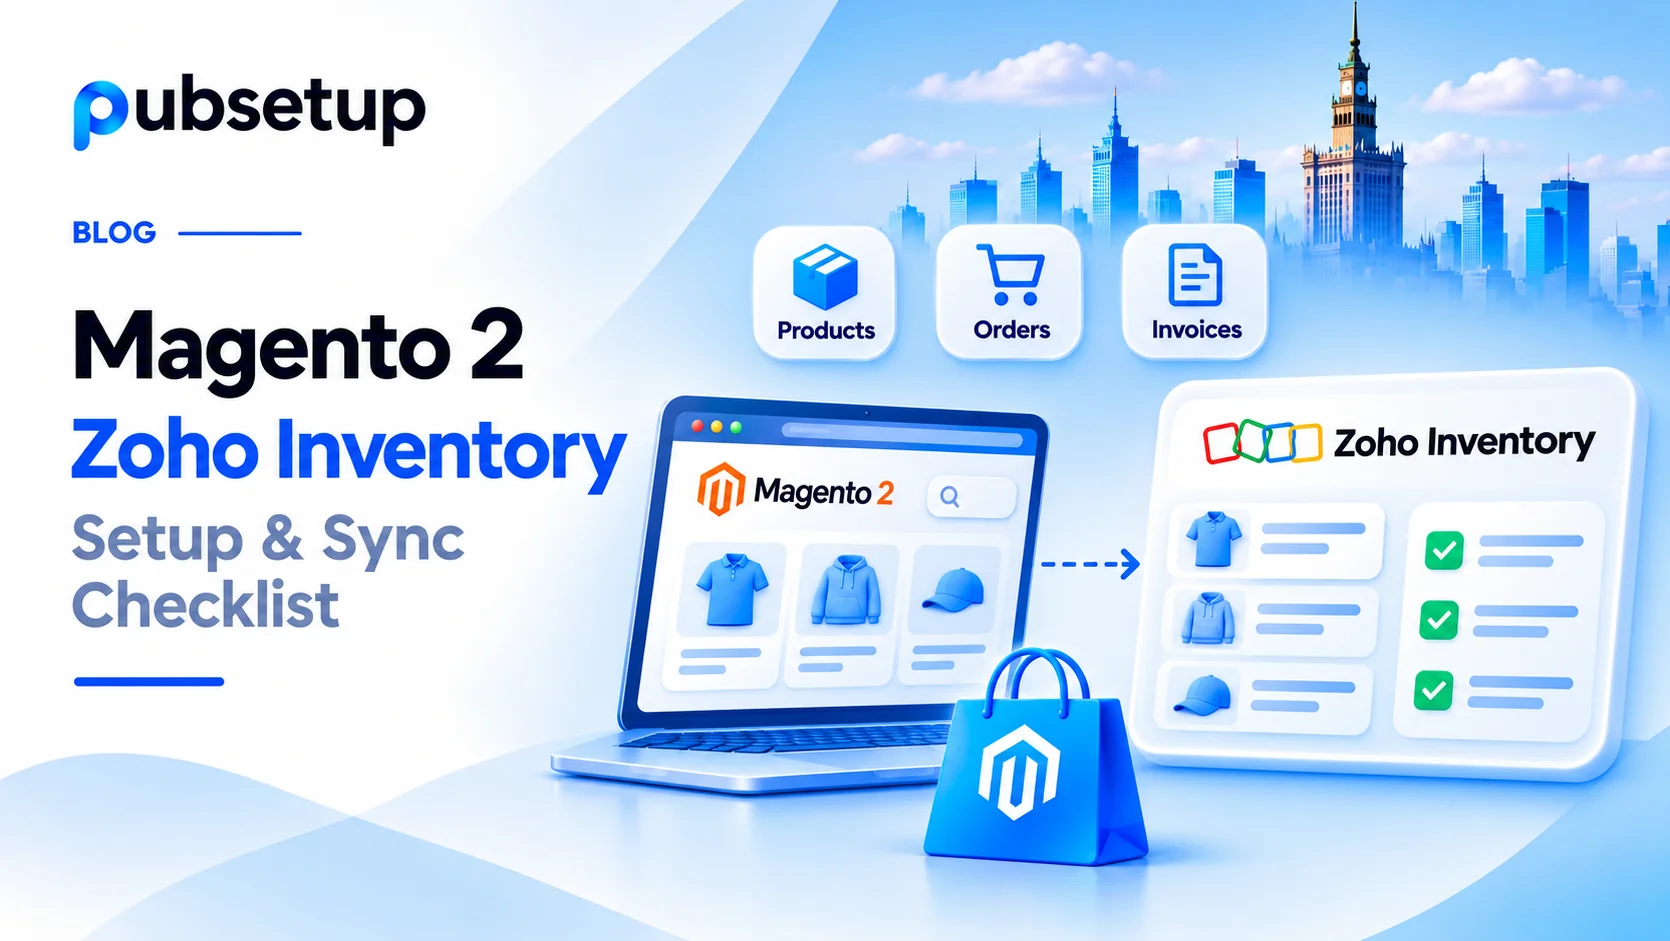 pubsetup
BLOG
Magento 2
Zoho Inventory
Setup & Sync
Checklist
Products
Orders
Invoices
Magento 2
Zoho Inventory